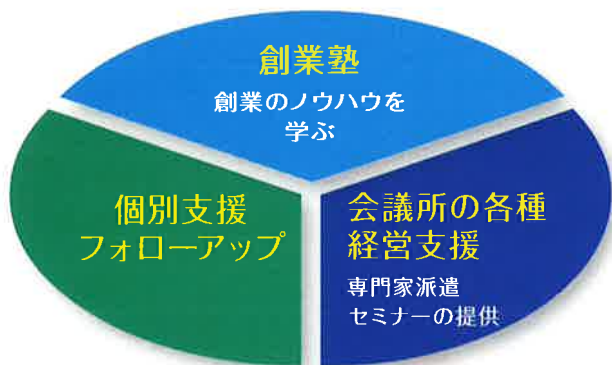 創業塾
創業のノウハウを
学ぶ
個別支援
フォローアップ
会議所の各種
経営支援
専門家派遣
セミナーの提供